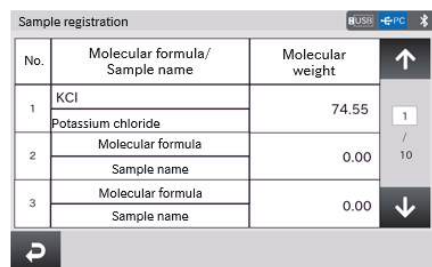 Sample registration
USB PC
No.
Molecular formula/
Sample name
Molecular
weight
1
KCl
Potassium chloride
74.55
2
Molecular formula
Sample name
0.00
3
Molecular formula
Sample name
0.00
1
/
10